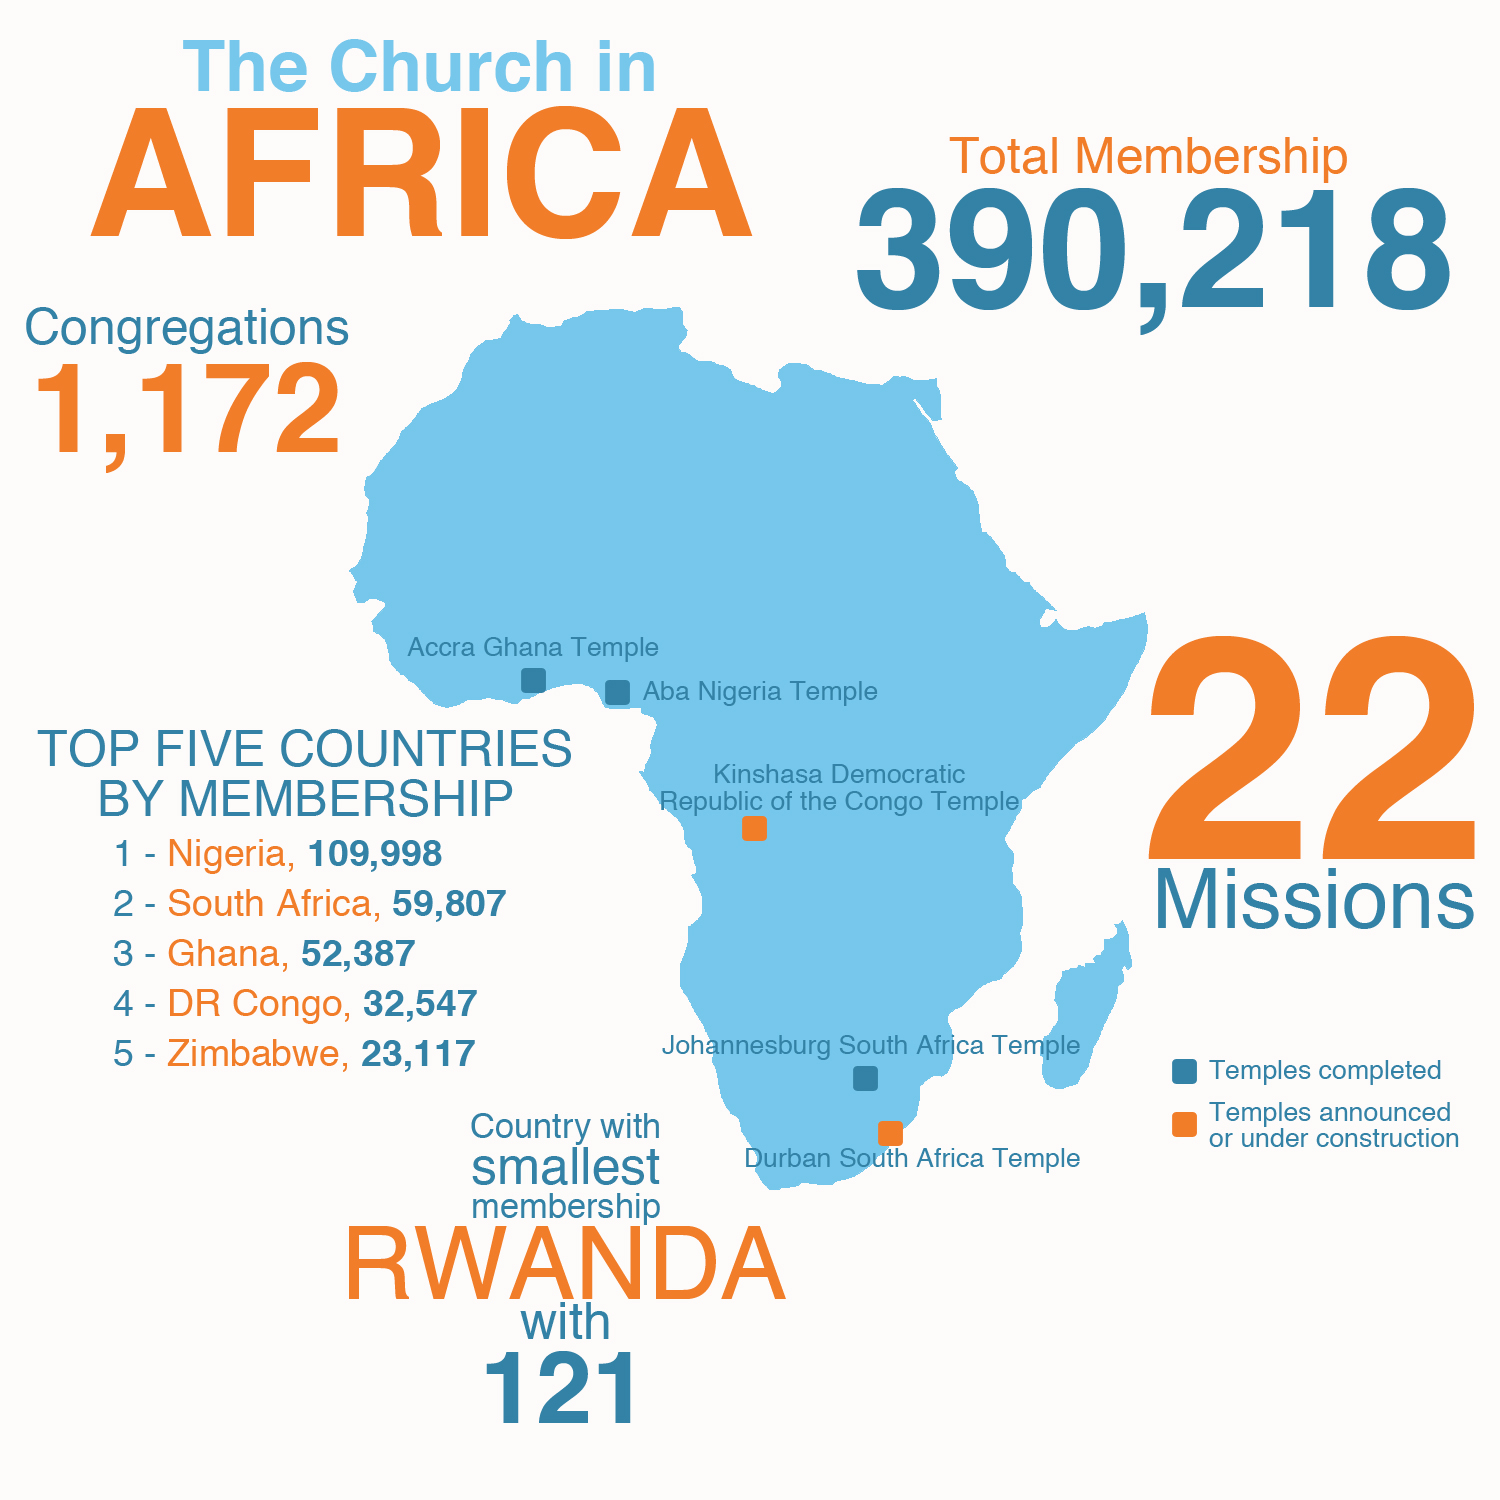 The Church in
AFRICA
Total Membership
390,218
Congregations
1,172
Accra Ghana Temple
Aba Nigeria Temple
Kinshasa Democratic
Republic of the Congo Temple
22
Missions
TOP FIVE COUNTRIES
BY MEMBERSHIP
1 - Nigeria, 109,998
2 - South Africa, 59,807
3 - Ghana, 52,387
4 - DR Congo, 32,547
5 - Zimbabwe, 23,117
Johannesburg South Africa Temple
Durban South Africa Temple
Temples completed
Temples announced
or under construction
Country with
smallest
membership
RWANDA
with
121